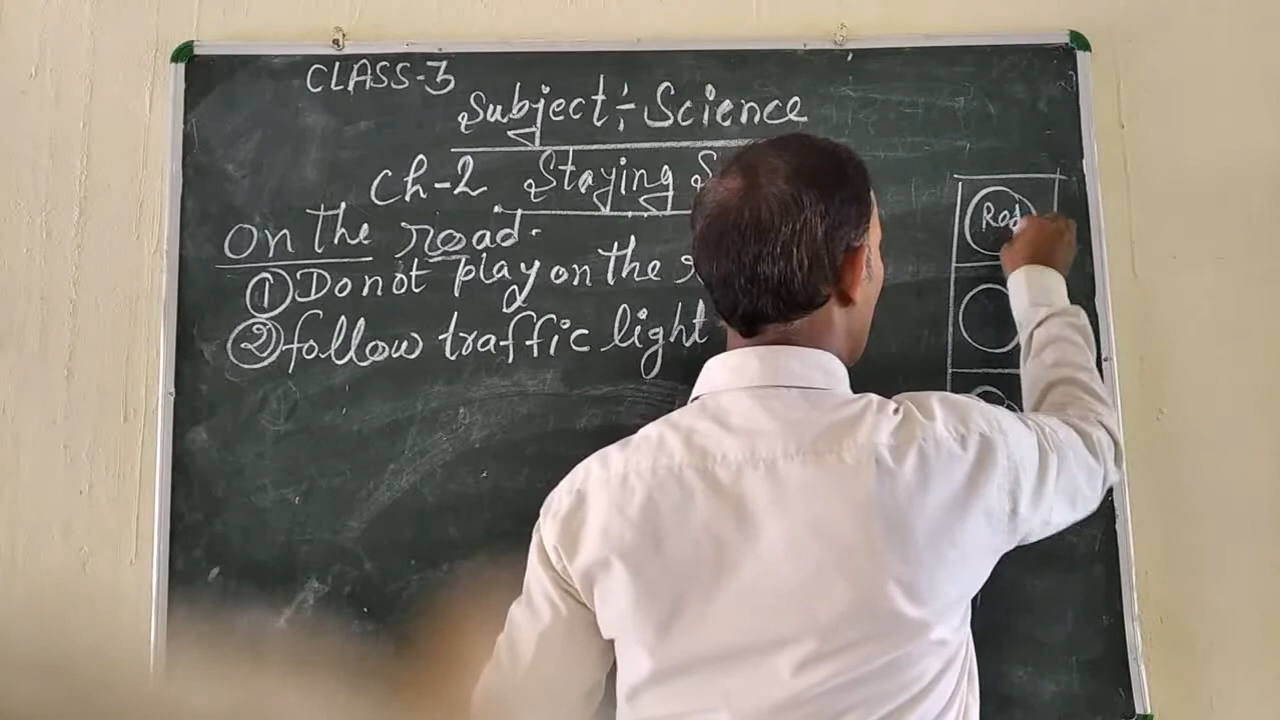 CLASS-3
Subject:- Science
Ch-2 Staying S
On the road.
① Do not play on the
② follow traffic light
Red